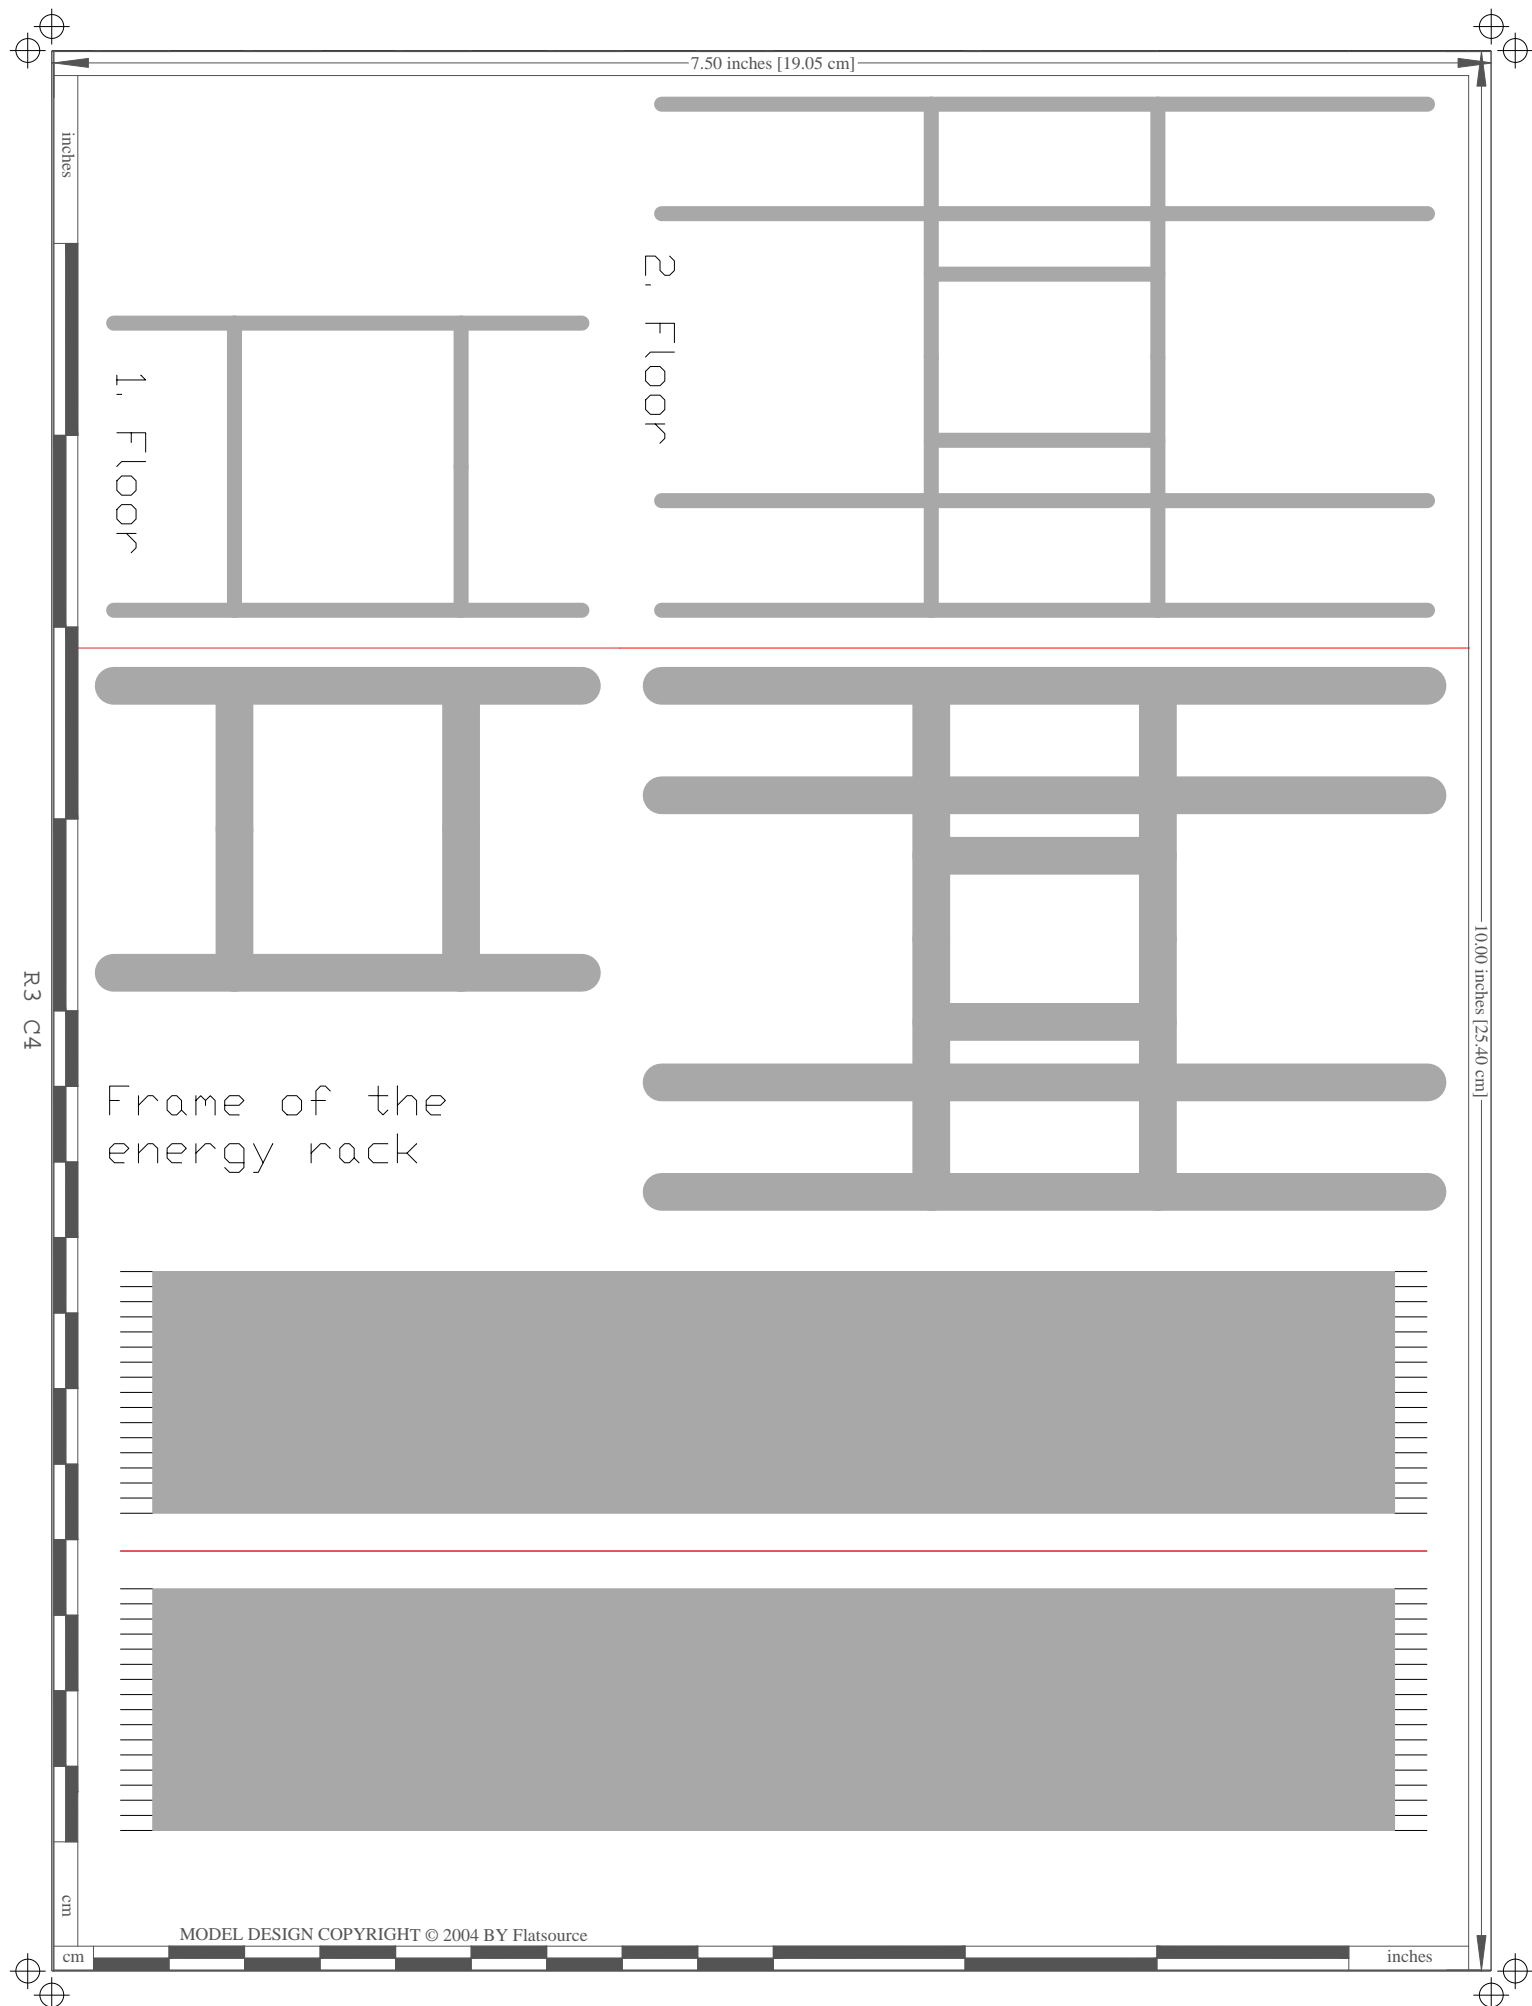 7.50 inches [19.05 cm]
inches
2. Floor
1. Floor
10.00 inches [25.40 cm]
R3 C4
Frame of the
energy rack
cm
MODEL DESIGN COPYRIGHT © 2004 BY Flatsource
cm
inches